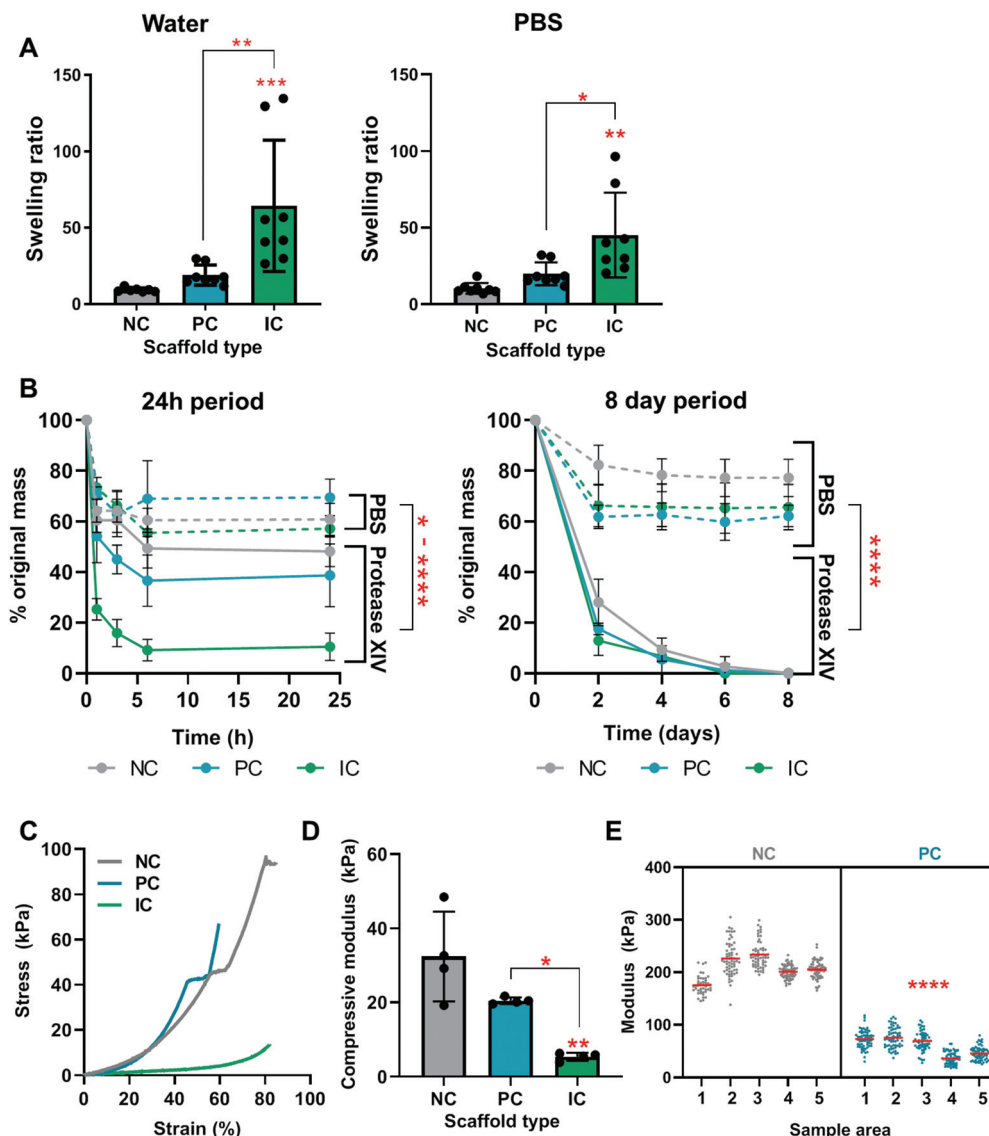 Water
PBS
A
**
***
*
**
150
100
50
0
Swelling ratio
NC PC IC
Scaffold type
150
100
50
0
Swelling ratio
NC PC IC
Scaffold type
B
24h period
8 day period
100
80
60
40
20
0
% original mass
0 5 10 15 20 25
Time (h)
PBS
Protease XIV
* - ****
NC PC IC
100
80
60
40
20
0
% original mass
0 2 4 6 8
Time (days)
PBS
Protease XIV
****
NC PC IC
C
NC
PC
IC
100
80
60
40
20
0
Stress (kPa)
0 20 40 60 80 100
Strain (%)
D
60
40
20
0
Compressive modulus (kPa)
*
**
NC PC IC
Scaffold type
E
NC PC
400
300
200
100
0
Modulus (kPa)
****
1 2 3 4 5 1 2 3 4 5
Sample area